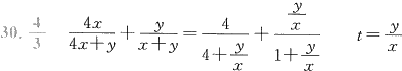 30. 4/3  4x/(4x+y) + y/(x+y) = 4/(4+y/x) + (y/x)/(1+y/x)  t=y/x